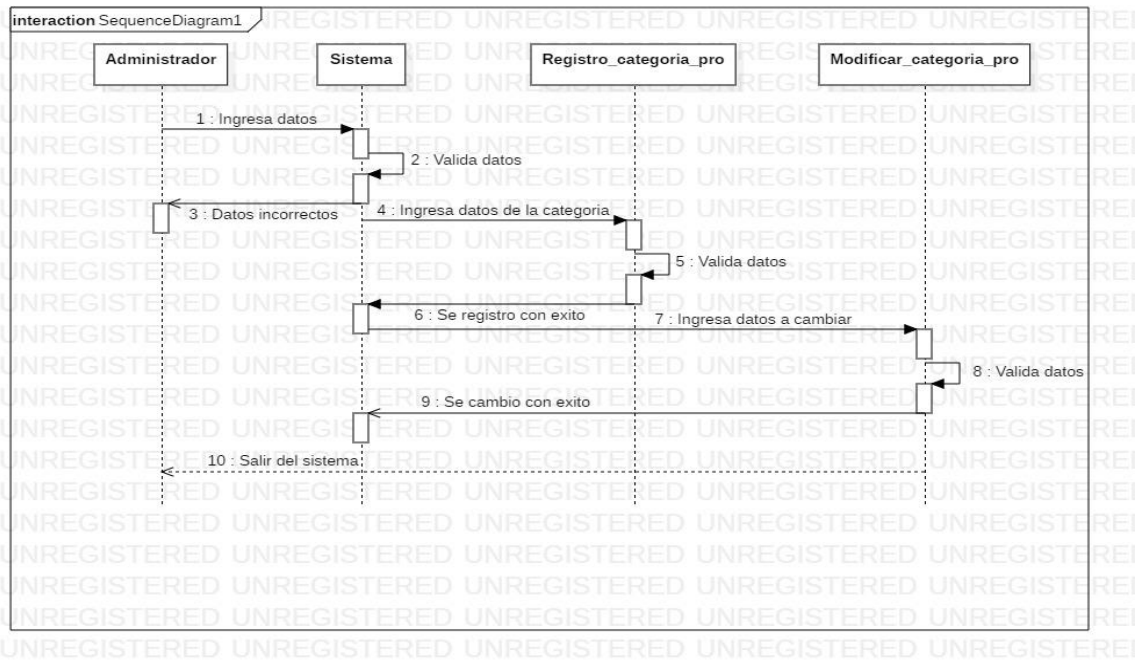 interaction SequenceDiagram1
Administrador
Sistema
Registro_categoria_pro
Modificar_categoria_pro
1 : Ingresa datos
2 : Valida datos
3 : Datos incorrectos
4 : Ingresa datos de la categoria
5 : Valida datos
6 : Se registro con exito
7 : Ingresa datos a cambiar
8 : Valida datos
9 : Se cambio con exito
10 : Salir del sistema
UNREGISTERED